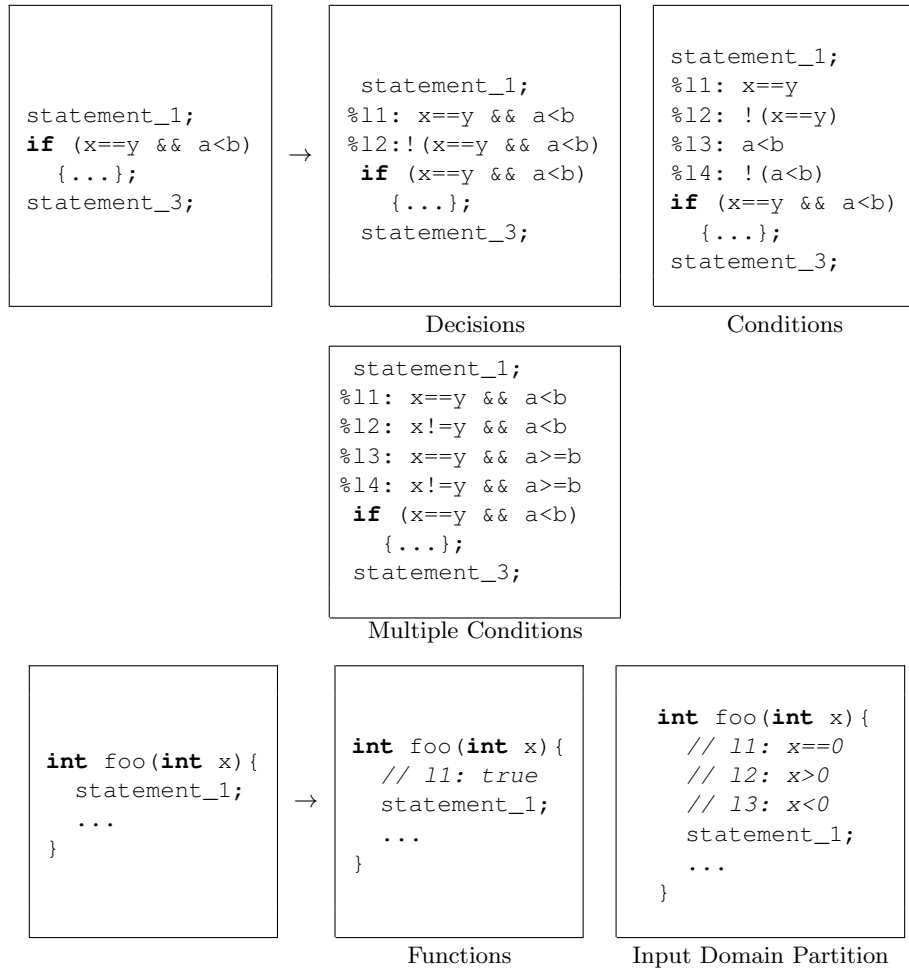 statement_1;
if (x==y && a<b)
{...};
statement_3;
→
statement_1;
%l1: x==y && a<b
%l2:!(x==y && a<b)
if (x==y && a<b)
{...};
statement_3;
Decisions
statement_1;
%l1: x==y
%l2: !(x==y)
%l3: a<b
%l4: !(a<b)
if (x==y && a<b)
{...};
statement_3;
Conditions
statement_1;
%l1: x==y && a<b
%l2: x!=y && a<b
%l3: x==y && a>=b
%l4: x!=y && a>=b
if (x==y && a<b)
{...};
statement_3;
Multiple Conditions
int foo(int x){
statement_1;
...
}
→
int foo(int x){
// l1: true
statement_1;
...
}
Functions
int foo(int x){
// l1: x==0
// l2: x>0
// l3: x<0
statement_1;
...
}
Input Domain Partition